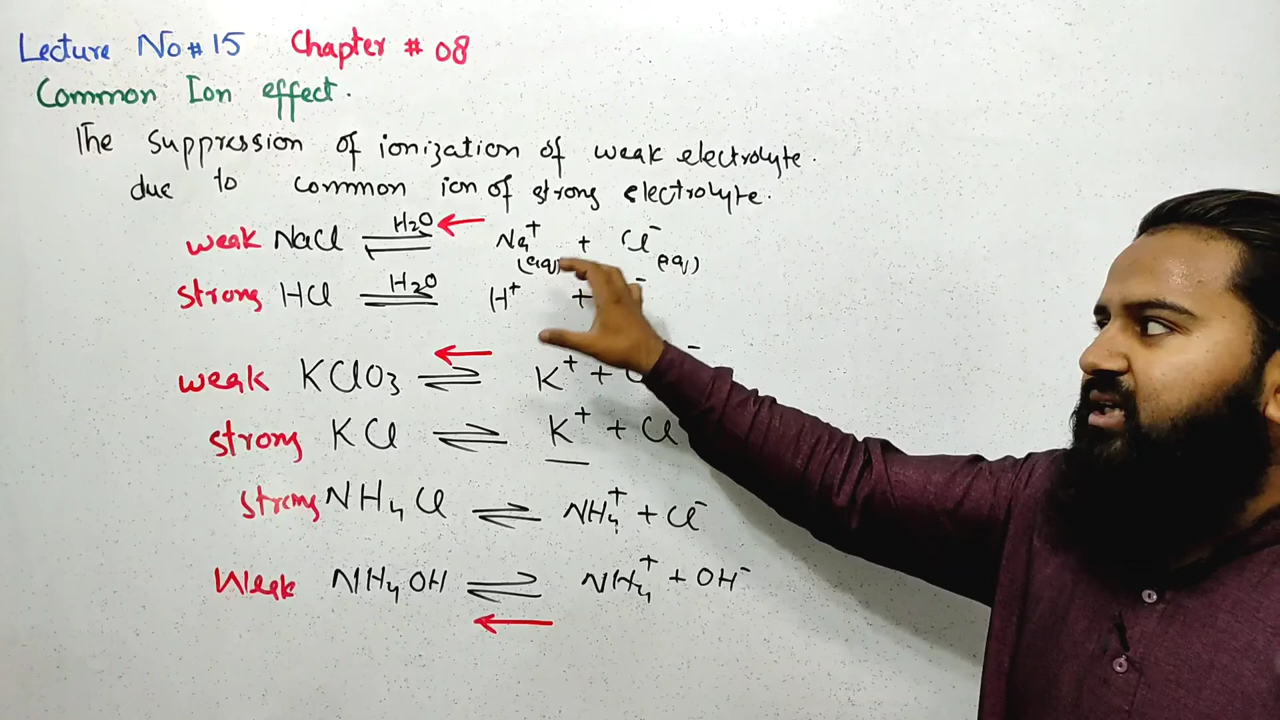 Lecture No # 15 Chapter # 08
Common Ion effect.
The suppression of ionization of weak electrolyte.
due to common ion of strong electrolyte.
weak NaCl ⇌ H2O ← Na+ (aq) + Cl- (aq)
strong HCl ⇌ H2O H+ + -
weak KClO3 ⇌ ← K+ + -
strong KCl ⇌ K+ + Cl
strong NH4Cl ⇌ NH4+ + Cl-
Weak NH4OH ⇌ NH4+ + OH-
←